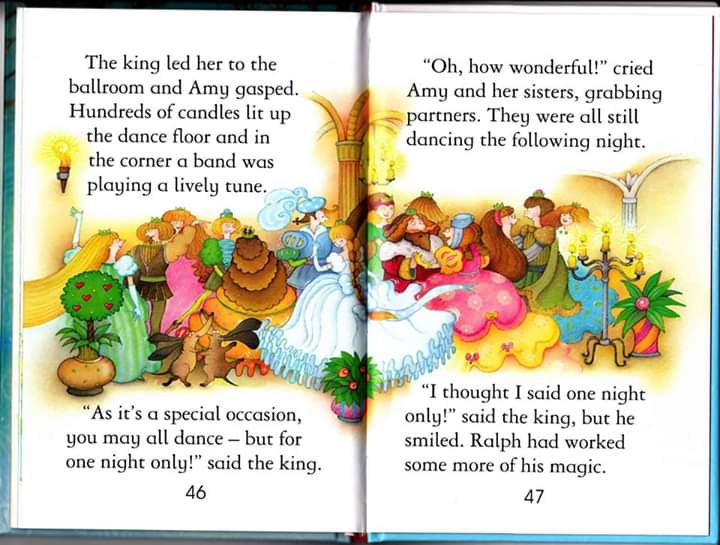 The king led her to the
ballroom and Amy gasped.
Hundreds of candles lit up
the dance floor and in
the corner a band was
playing a lively tune.
“As it’s a special occasion,
you may all dance – but for
one night only!” said the king.
46
“Oh, how wonderful!” cried
Amy and her sisters, grabbing
partners. They were all still
dancing the following night.
“I thought I said one night
only!” said the king, but he
smiled. Ralph had worked
some more of his magic.
47